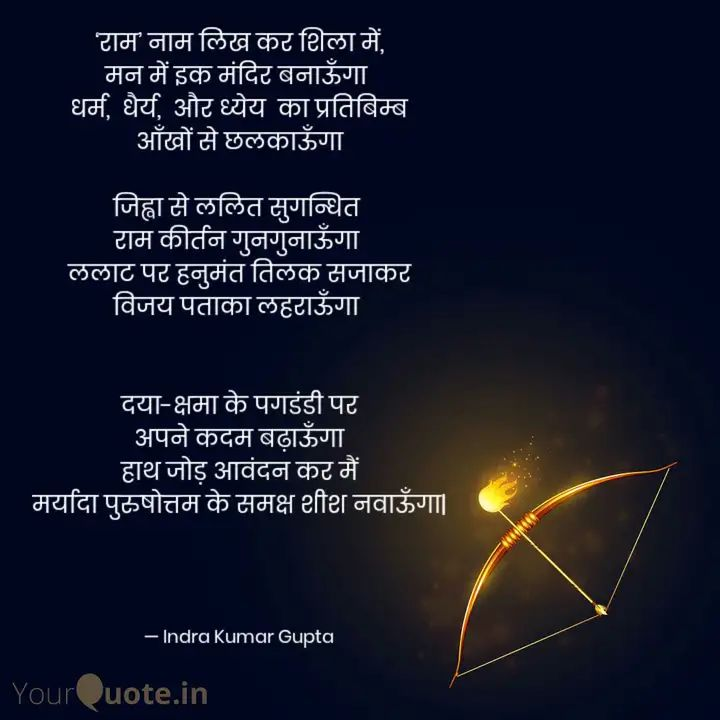 'राम' नाम लिख कर शिला में,
मन में इक मंदिर बनाऊँगा
धर्म, धैर्य, और ध्येय का प्रतिबिम्ब
आँखों से छलकाऊँगा
जिह्वा से ललित सुगन्धित
राम कीर्तन गुनगुनाऊँगा
ललाट पर हनुमंत तिलक सजाकर
विजय पताका लहराऊँगा
दया-क्षमा के पगडंडी पर
अपने कदम बढ़ाऊँगा
हाथ जोड़ आवंदन कर मैं
मर्यादा पुरुषोत्तम के समक्ष शीश नवाऊँगा|
— Indra Kumar Gupta
YourQuote.in